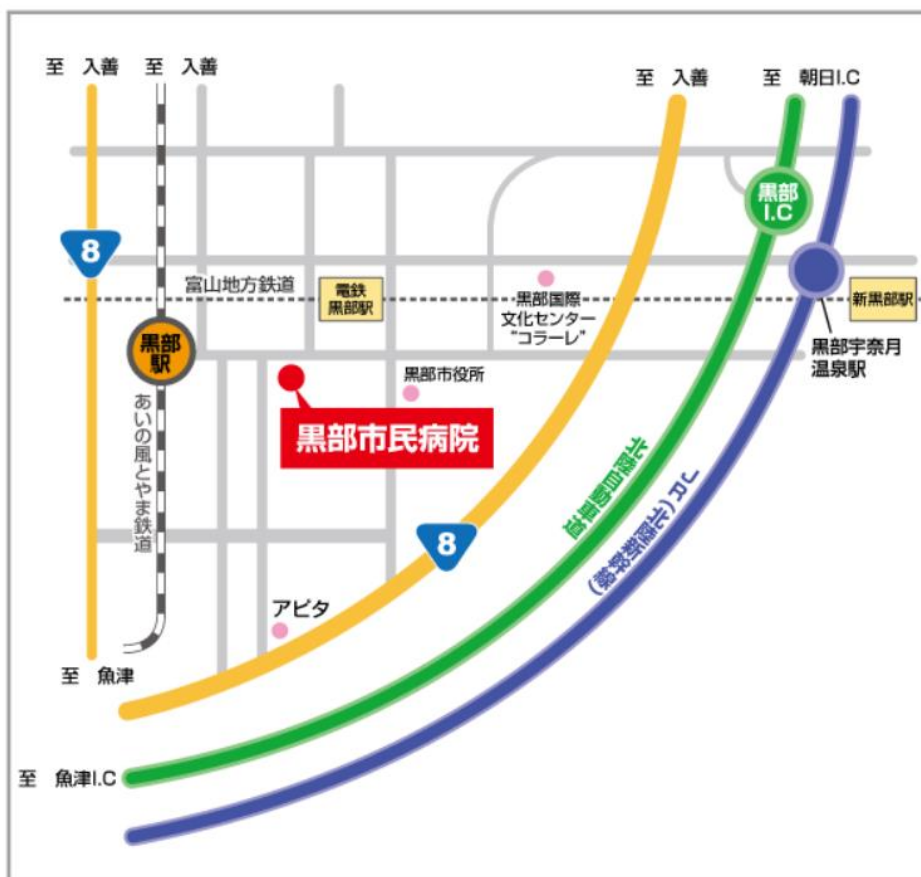 至 入善
至 入善
至 入善
至 朝日I.C
8
黒部
I.C
富山地方鉄道
電鉄
黒部駅
黒部国際
文化センター
“コラーレ”
新黒部駅
黒部
駅
黒部宇奈月
温泉駅
黒部市役所
黒部市民病院
あいの風とやま鉄道
北陸自動車道
JR(北陸新幹線)
8
アピタ
至 魚津
至 魚津I.C